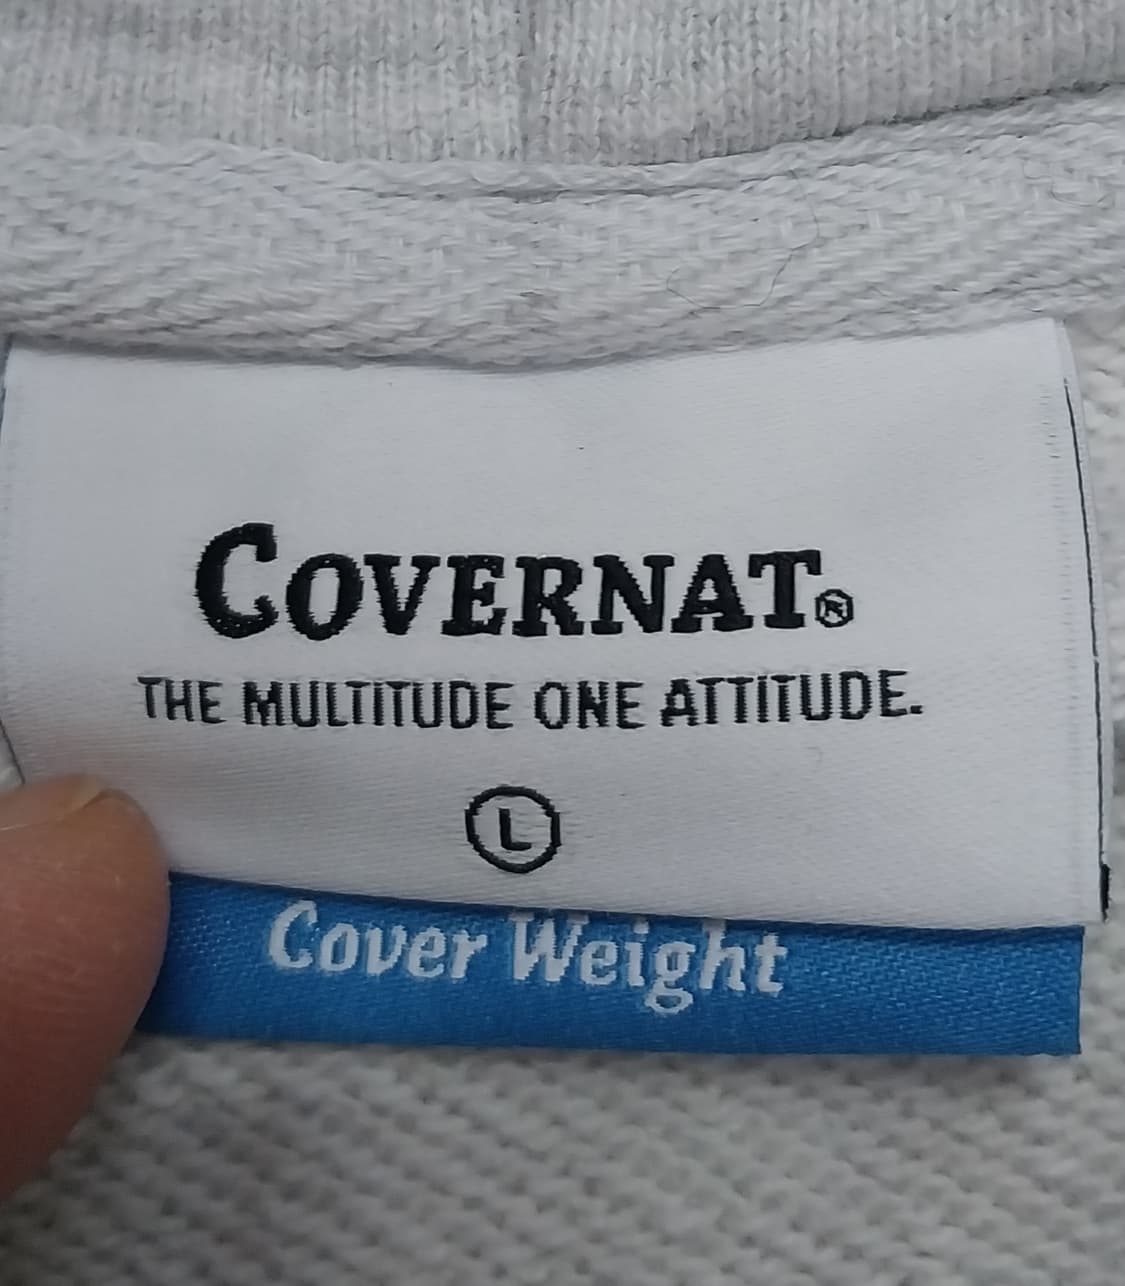 COVERNAT®
THE MULTITUDE ONE ATTITUDE.
L
Cover Weight